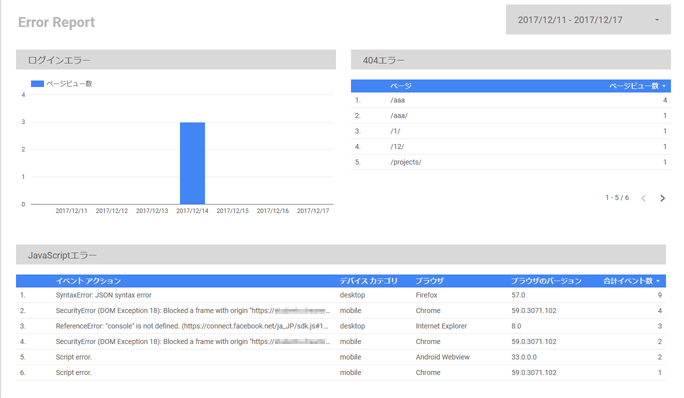 Error Report
2017/12/11 - 2017/12/17
ログインエラー
ページビュー数
4
3
2
1
0
2017/12/11 2017/12/12 2017/12/13 2017/12/14 2017/12/15 2017/12/16 2017/12/17
404エラー
ページ ページビュー数
1. /aaa 4
2. /aaa/ 1
3. /1/ 1
4. /12/ 1
5. /projects/ 1
1 - 5 / 6
JavaScriptエラー
イベント アクション デバイス カテゴリ ブラウザ ブラウザのバージョン 合計イベント数
1. SyntaxError: JSON syntax error desktop Firefox 57.0 9
2. SecurityError (DOM Exception 18): Blocked a frame with origin "https:// ... mobile Chrome 59.0.3071.102 4
3. ReferenceError: "console" is not defined. (https://connect.facebook.net/ja_JP/sdk.js#1... desktop Internet Explorer 8.0 3
4. SecurityError (DOM Exception 18): Blocked a frame with origin "https:// ... mobile Chrome 59.0.3071.102 2
5. Script error. mobile Android Webview 33.0.0.0 2
6. Script error. mobile Chrome 59.0.3071.102 1